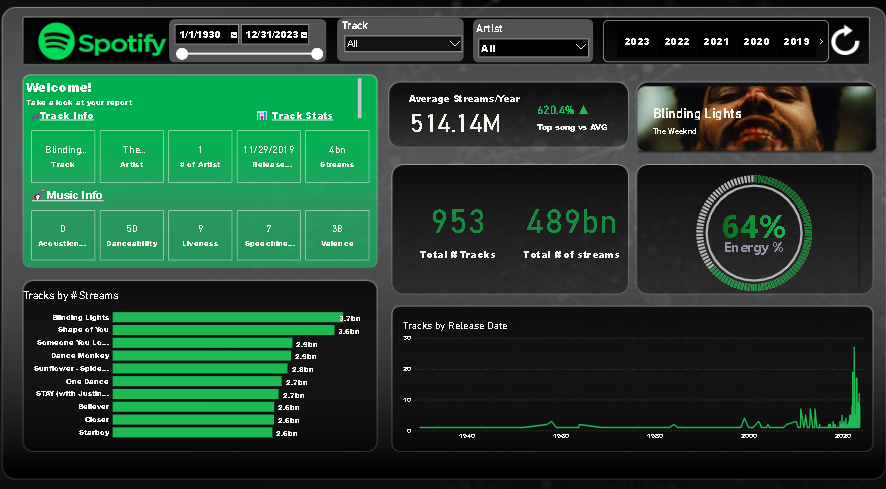 Spotify
1/1/1930 12/31/2023
Track
All
Artist
All
2023 2022 2021 2020 2019
Welcome!
Take a look at your report
Track Info
Track Stats
Blinding...
Track
The...
Artist
1
# of Artist
11/29/2019
Release...
4bn
Streams
Music Info
0
Acousticn...
50
Danceability
9
Liveness
7
Speechine...
38
Valence
Average Streams/Year
514.14M
620.4% ▲
Top song vs AVG
Blinding Lights
The Weeknd
953
Total # Tracks
489bn
Total # of streams
64%
Energy %
Tracks by # Streams
Blinding Lights 3.7bn
Shape of You 3.6bn
Someone You Lo... 2.9bn
Dance Monkey 2.9bn
Sunflower - Spide... 2.8bn
One Dance 2.7bn
STAY (with Justin... 2.7bn
Believer 2.6bn
Closer 2.6bn
Starboy 2.6bn
Tracks by Release Date
30
20
10
0
1940 1960 1980 2000 2020